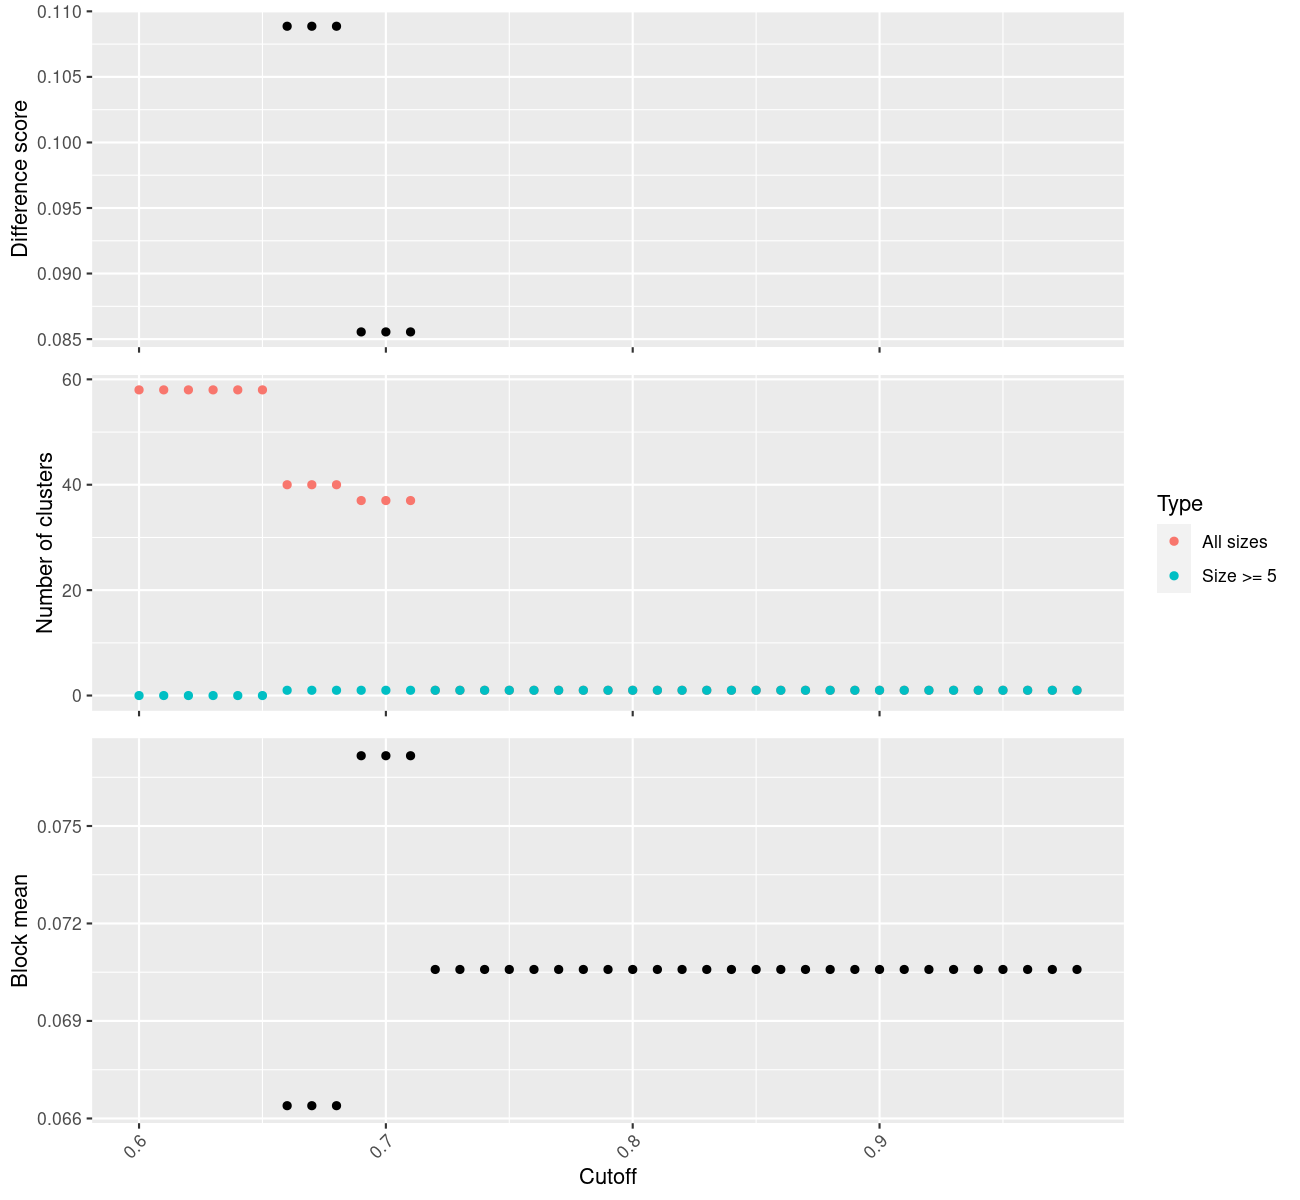 Difference score
0.110
0.105
0.100
0.095
0.090
0.085
Number of clusters
60
40
20
0
Type
All sizes
Size >= 5
Block mean
0.075
0.072
0.069
0.066
0.6 0.7 0.8 0.9
Cutoff